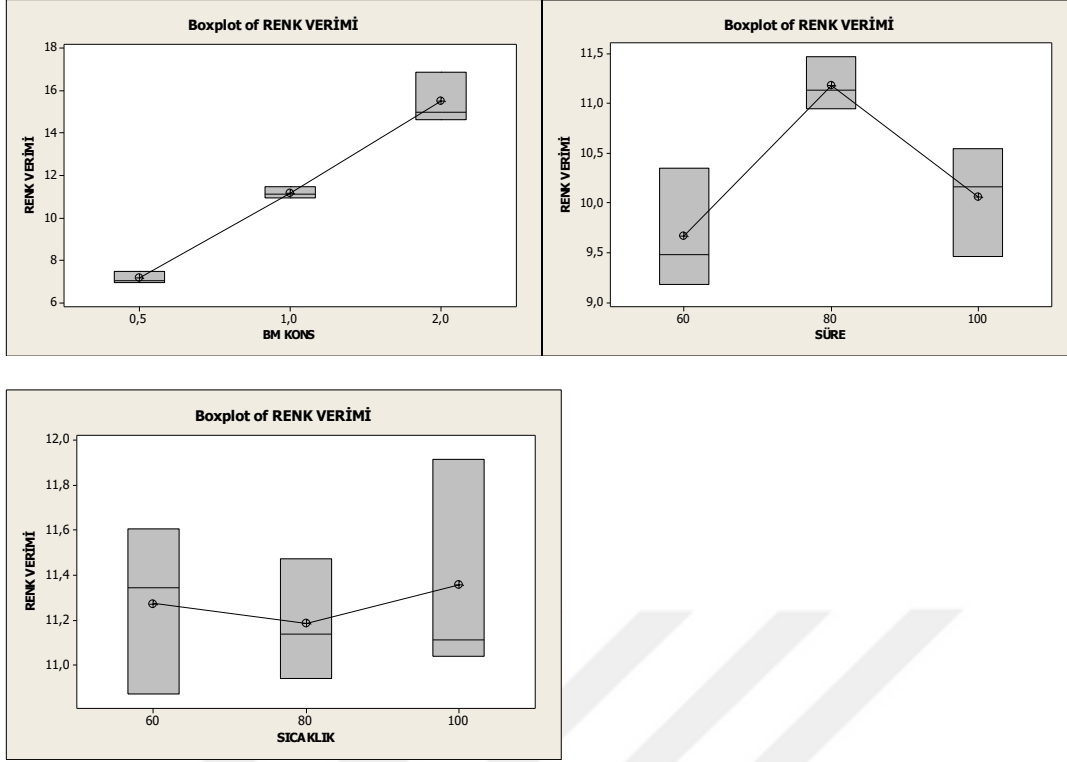 Boxplot of RENK VERİMİ
18
16
14
12
10
8
6
RENK VERİMİ
0,5 1,0 2,0
BM KONS
Boxplot of RENK VERİMİ
11,5
11,0
10,5
10,0
9,5
9,0
RENK VERİMİ
60 80 100
SÜRE
Boxplot of RENK VERİMİ
12,0
11,8
11,6
11,4
11,2
11,0
RENK VERİMİ
60 80 100
SICAKLIK